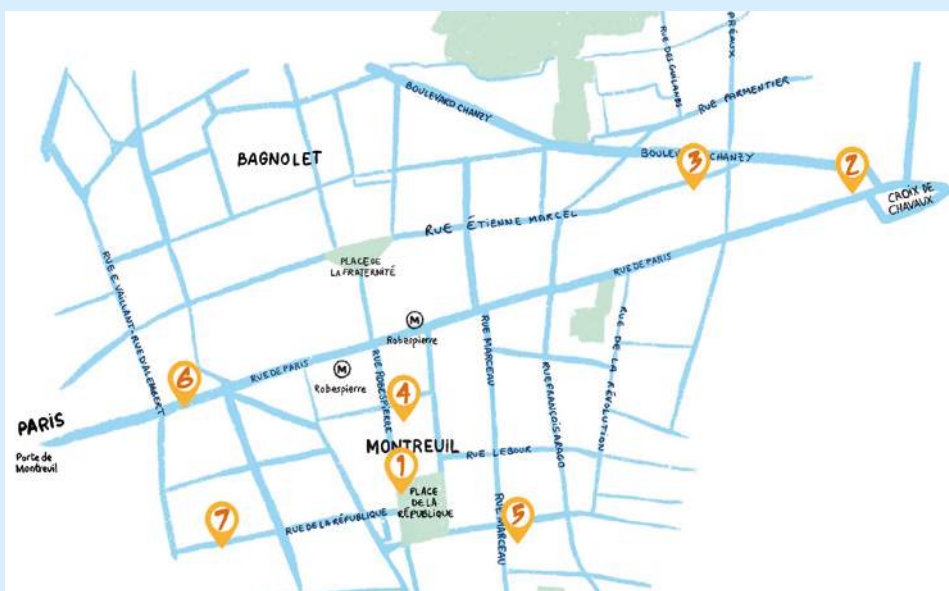 PRÉAUX
RUE DES GUILANDS
RUE PARMENTIER
BOULEVARD CHANZY
BAGNOLET
3
CHANZY
2
CROIX DE
CHAVAUX
RUE ÉTIENNE MARCEL
PLACE DE
LA FRATERNITÉ
RUE DE PARIS
RUE E. VAILLANT - RUE D'ALEMBERT
M
Robespierre
M
Robespierre
RUE DE PARIS
RUE ROBESPIERRE
RUE MARCEAU
RUE FRANÇOIS ARAGO
RUE DE LA RÉVOLUTION
6
4
PARIS
Porte de
Montreuil
MONTREUIL
RUE LEBOUR
1
PLACE
DE LA
RÉPUBLIQUE
RUE DE LA RÉPUBLIQUE
7
5
RUE MARCEAU